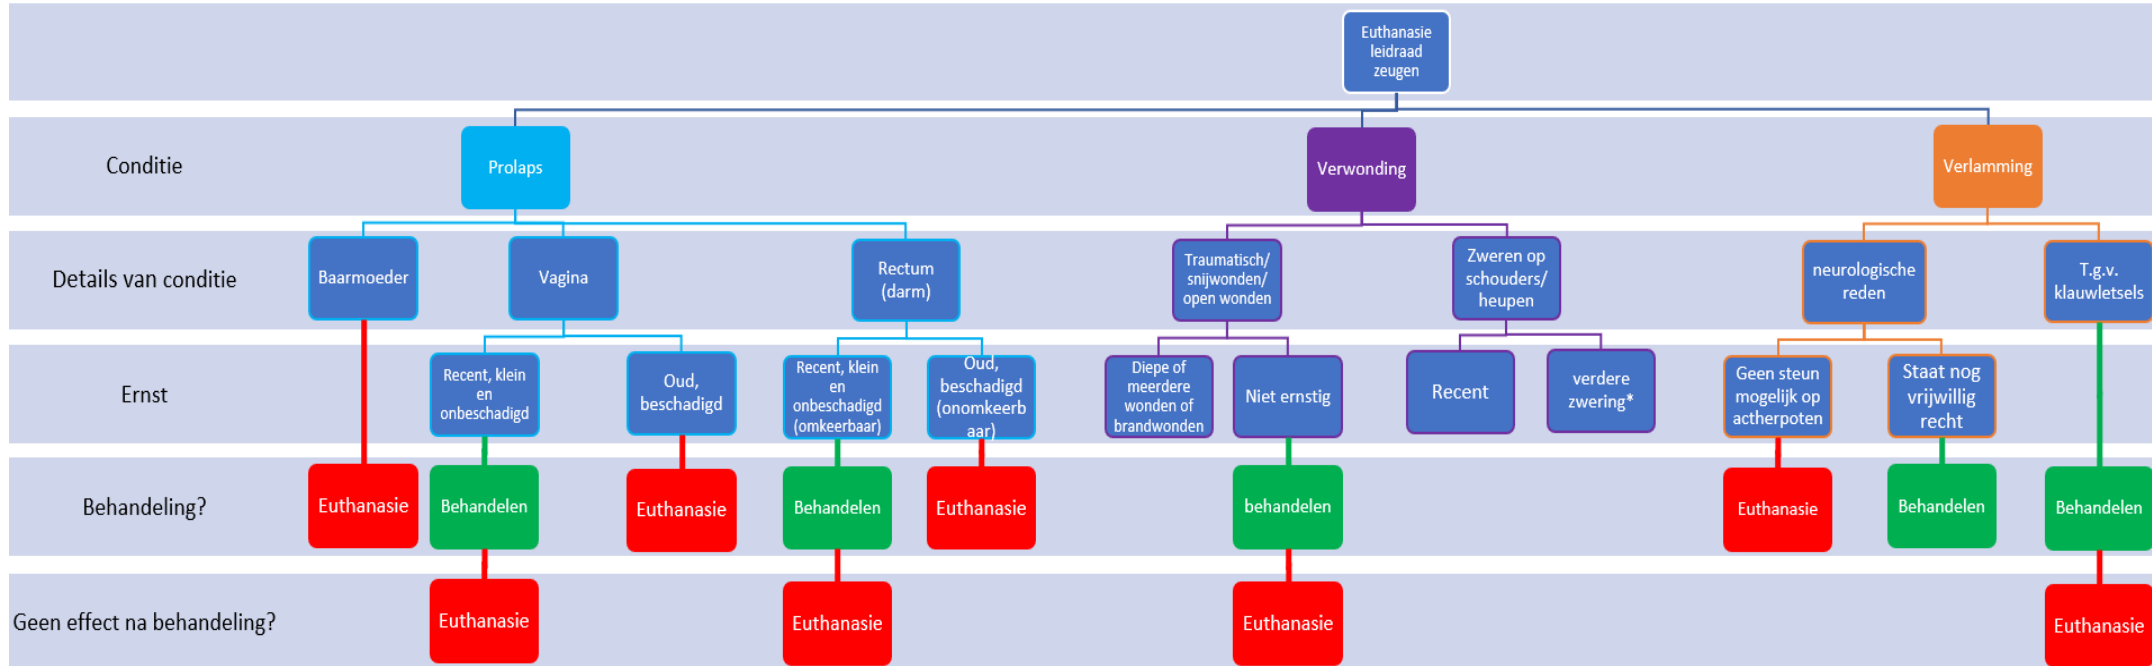 Euthanasie
leidraad
zeugen
Conditie
Prolaps
Verwonding
Verlamming
Details van conditie
Baarmoeder
Vagina
Rectum
(darm)
Traumatisch/
snijwonden/
open wonden
Zweren op
schouders/
heupen
neurologische
reden
T.g.v.
klauwletsels
Ernst
Recent, klein
en
onbeschadigd
Oud,
beschadigd
Recent, klein
en
onbeschadigd
(omkeerbaar)
Oud,
beschadigd
(onomkeerb
aar)
Diepe of
meerdere
wonden of
brandwonden
Niet ernstig
Recent
verdere
zwering*
Geen steun
mogelijk op
actherpoten
Staat nog
vrijwillig
recht
Behandeling?
Euthanasie
Behandelen
Euthanasie
Behandelen
Euthanasie
behandelen
Euthanasie
Behandelen
Behandelen
Geen effect na behandeling?
Euthanasie
Euthanasie
Euthanasie
Euthanasie